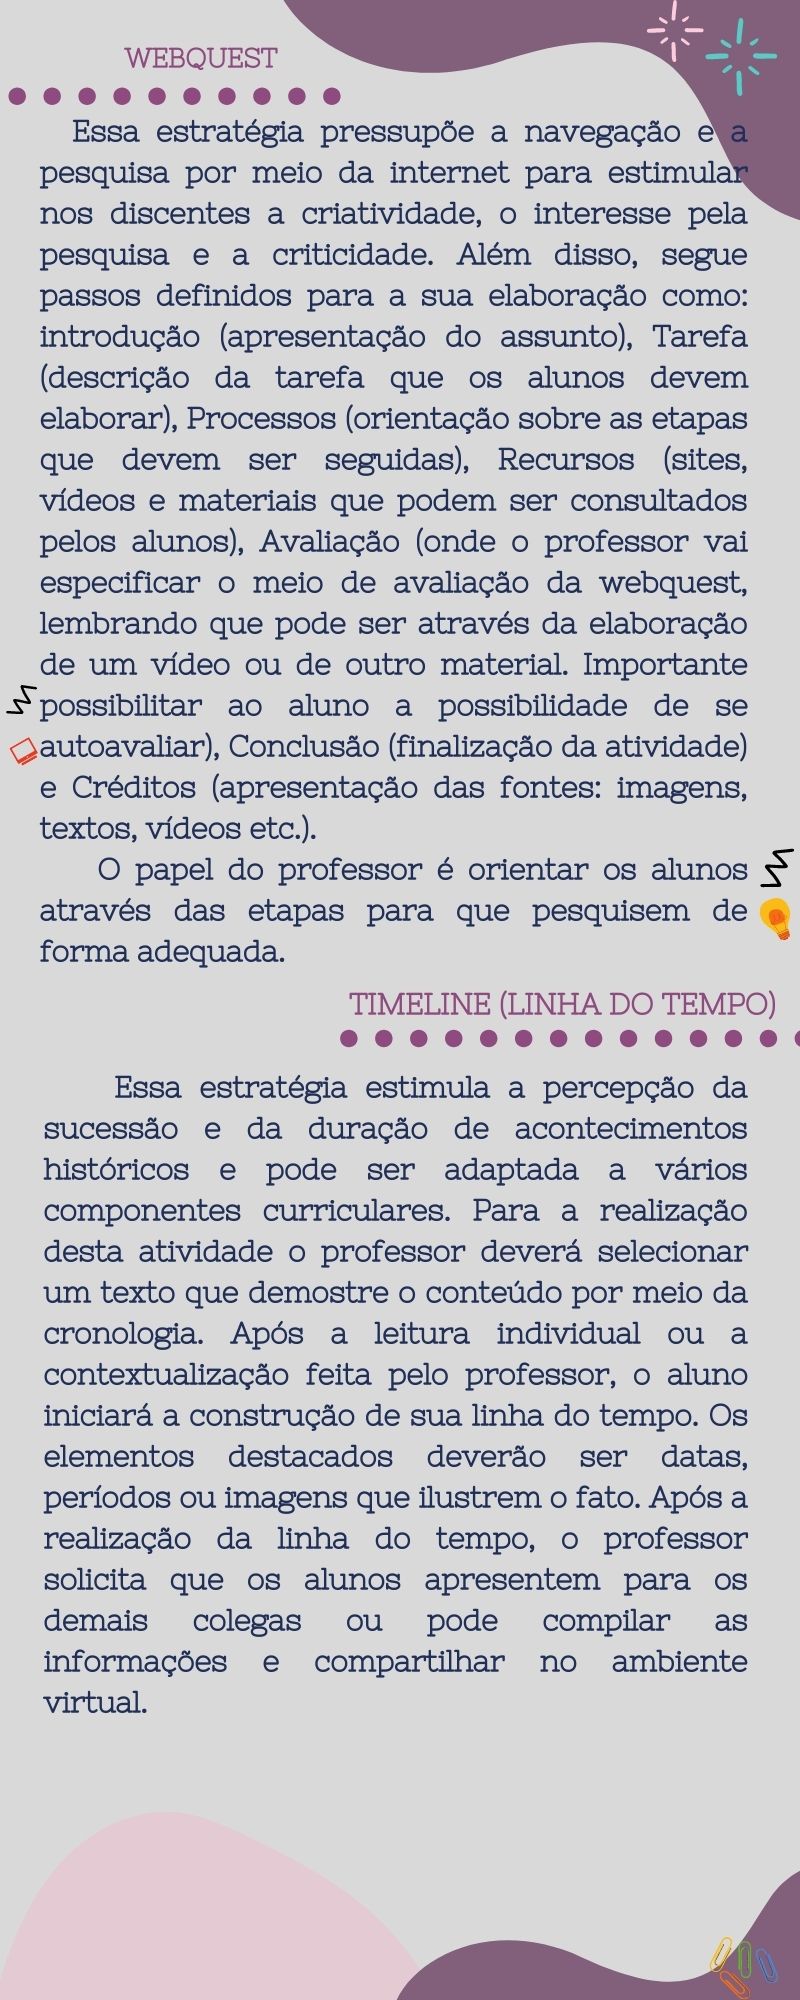 WEBQUEST
Essa estratégia pressupõe a navegação e a
pesquisa por meio da internet para estimular
nos discentes a criatividade, o interesse pela
pesquisa e a criticidade. Além disso, segue
passos definidos para a sua elaboração como:
introdução (apresentação do assunto), Tarefa
(descrição da tarefa que os alunos devem
elaborar), Processos (orientação sobre as etapas
que devem ser seguidas), Recursos (sites,
vídeos e materiais que podem ser consultados
pelos alunos), Avaliação (onde o professor vai
especificar o meio de avaliação da webquest,
lembrando que pode ser através da elaboração
de um vídeo ou de outro material. Importante
possibilitar ao aluno a possibilidade de se
autoavaliar), Conclusão (finalização da atividade)
e Créditos (apresentação das fontes: imagens,
textos, vídeos etc.).
O papel do professor é orientar os alunos
através das etapas para que pesquisem de
forma adequada.
TIMELINE (LINHA DO TEMPO)
Essa estratégia estimula a percepção da
sucessão e da duração de acontecimentos
históricos e pode ser adaptada a vários
componentes curriculares. Para a realização
desta atividade o professor deverá selecionar
um texto que demostre o conteúdo por meio da
cronologia. Após a leitura individual ou a
contextualização feita pelo professor, o aluno
iniciará a construção de sua linha do tempo. Os
elementos destacados deverão ser datas,
períodos ou imagens que ilustrem o fato. Após a
realização da linha do tempo, o professor
solicita que os alunos apresentem para os
demais colegas ou pode compilar as
informações e compartilhar no ambiente
virtual.